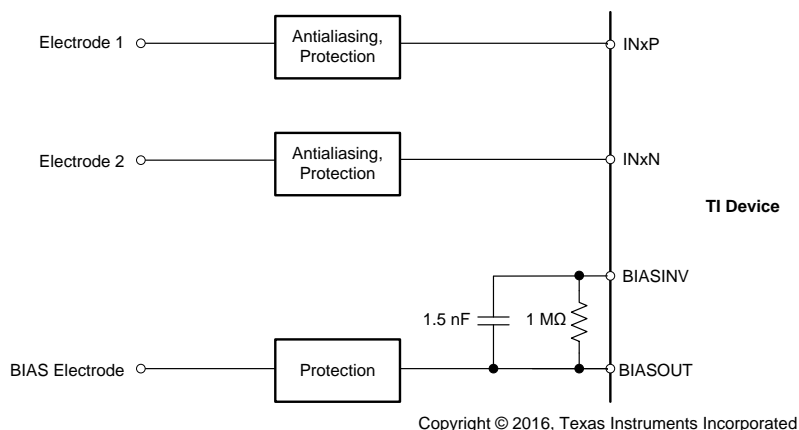 Electrode 1
Antialiasing,
Protection
INxP
Electrode 2
Antialiasing,
Protection
INxN
TI Device
BIASINV
1.5 nF
1 MΩ
BIAS Electrode
Protection
BIASOUT
Copyright © 2016, Texas Instruments Incorporated